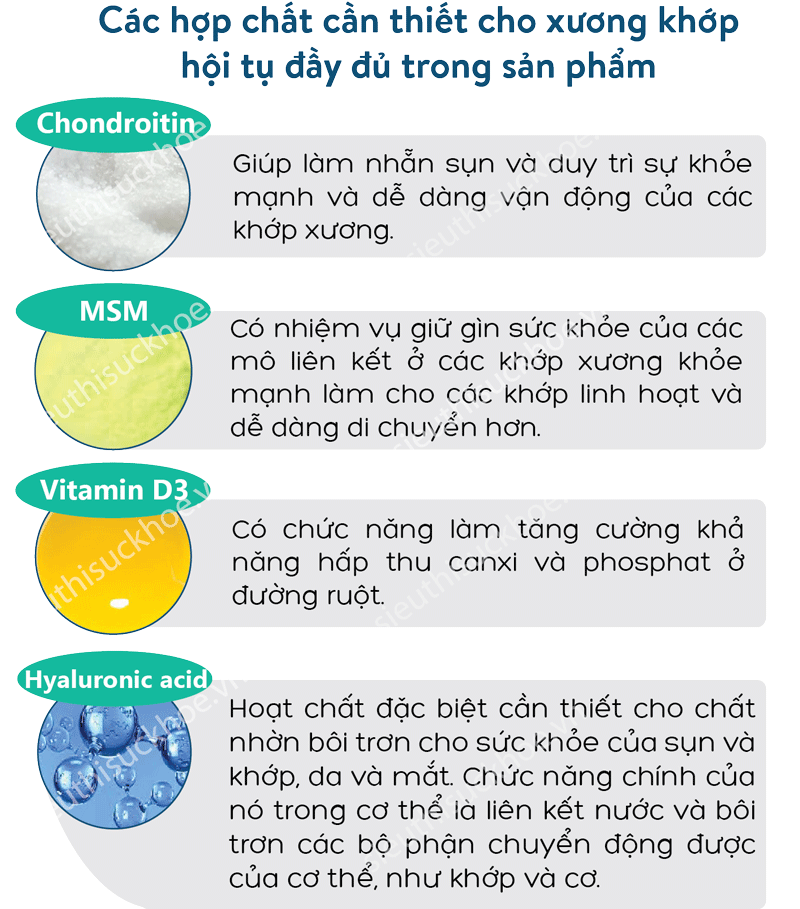 Các hợp chất cần thiết cho xương khớp
hội tụ đầy đủ trong sản phẩm
Chondroitin
Giúp làm nhẵn sụn và duy trì sự khỏe
mạnh và dễ dàng vận động của các
khớp xương.
MSM
Có nhiệm vụ giữ gìn sức khỏe của các
mô liên kết ở các khớp xương khỏe
mạnh làm cho các khớp linh hoạt và
dễ dàng di chuyển hơn.
Vitamin D3
Có chức năng làm tăng cường khả
năng hấp thu canxi và phosphat ở
đường ruột.
Hyaluronic acid
Hoạt chất đặc biệt cần thiết cho chất
nhờn bôi trơn cho sức khỏe của sụn và
khớp, da và mắt. Chức năng chính của
nó trong cơ thể là liên kết nước và bôi
trơn các bộ phận chuyển động được
của cơ thể, như khớp và cơ.
sieuthisuckhoe.vn